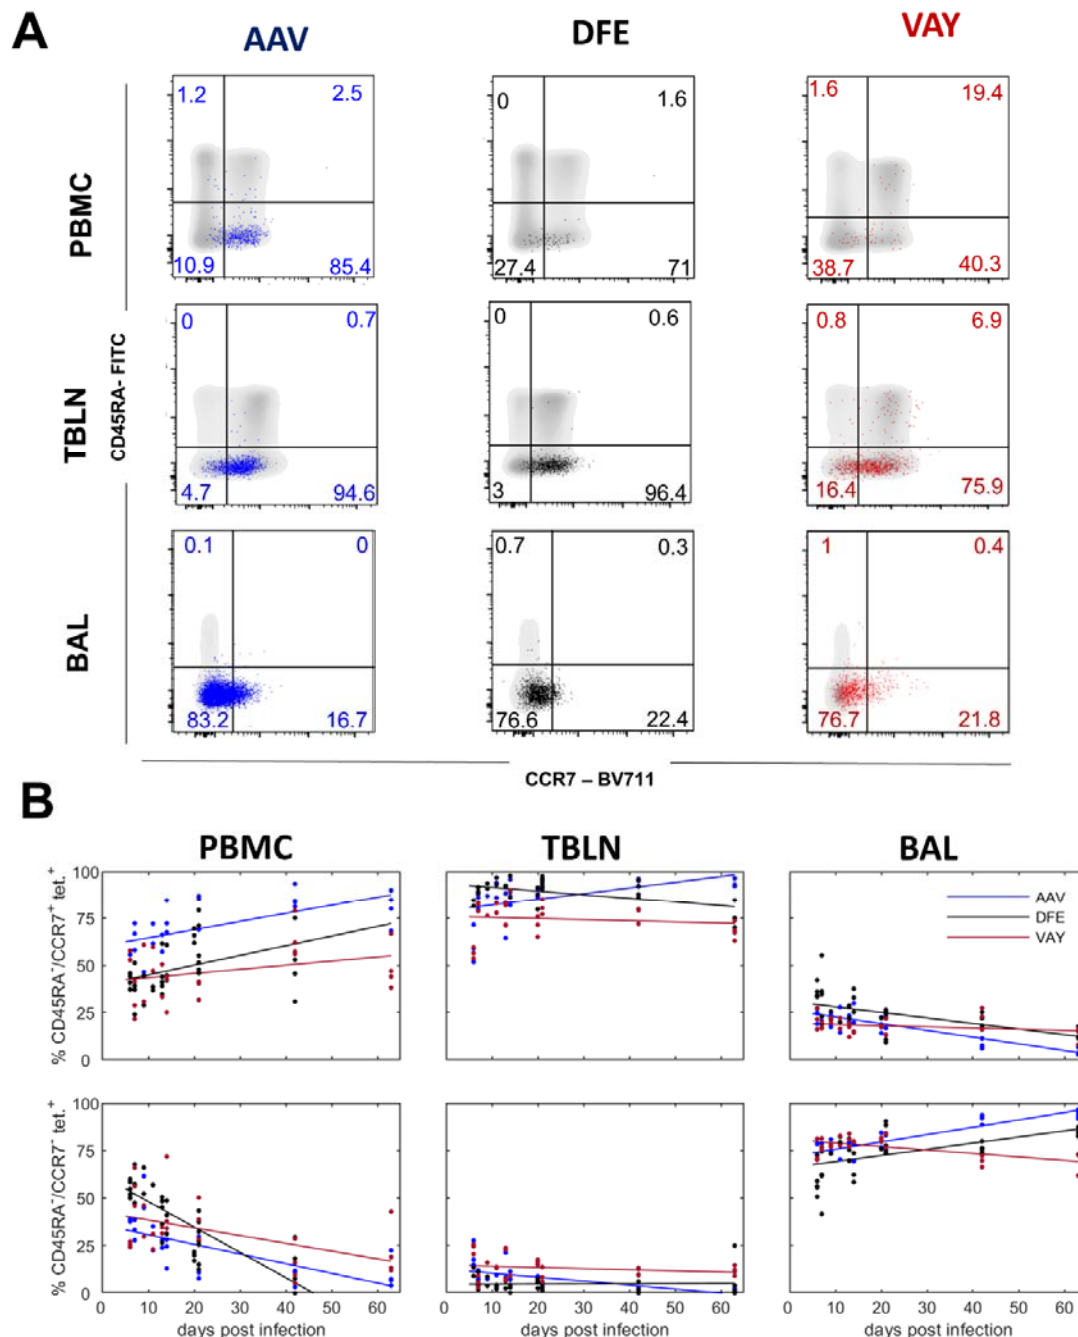 A
AAV DFE VAY
PBMC
1.2 2.5 0 1.6 1.6 19.4
10.9 85.4 27.4 71 38.7 40.3
CD45RA- FITC
TBLN
0 0.7 0 0.6 0.8 6.9
4.7 94.6 3 96.4 16.4 75.9
BAL
0.1 0 0.7 0.3 1 0.4
83.2 16.7 76.6 22.4 76.7 21.8
CCR7 – BV711
B
PBMC TBLN BAL
% CD45RA⁻/CCR7⁺ tet.⁺
100
75
50
25
0
AAV
DFE
VAY
% CD45RA⁻/CCR7⁻ tet.⁺
100
75
50
25
0
0 10 20 30 40 50 60 0 10 20 30 40 50 60 0 10 20 30 40 50 60
days post infection days post infection days post infection